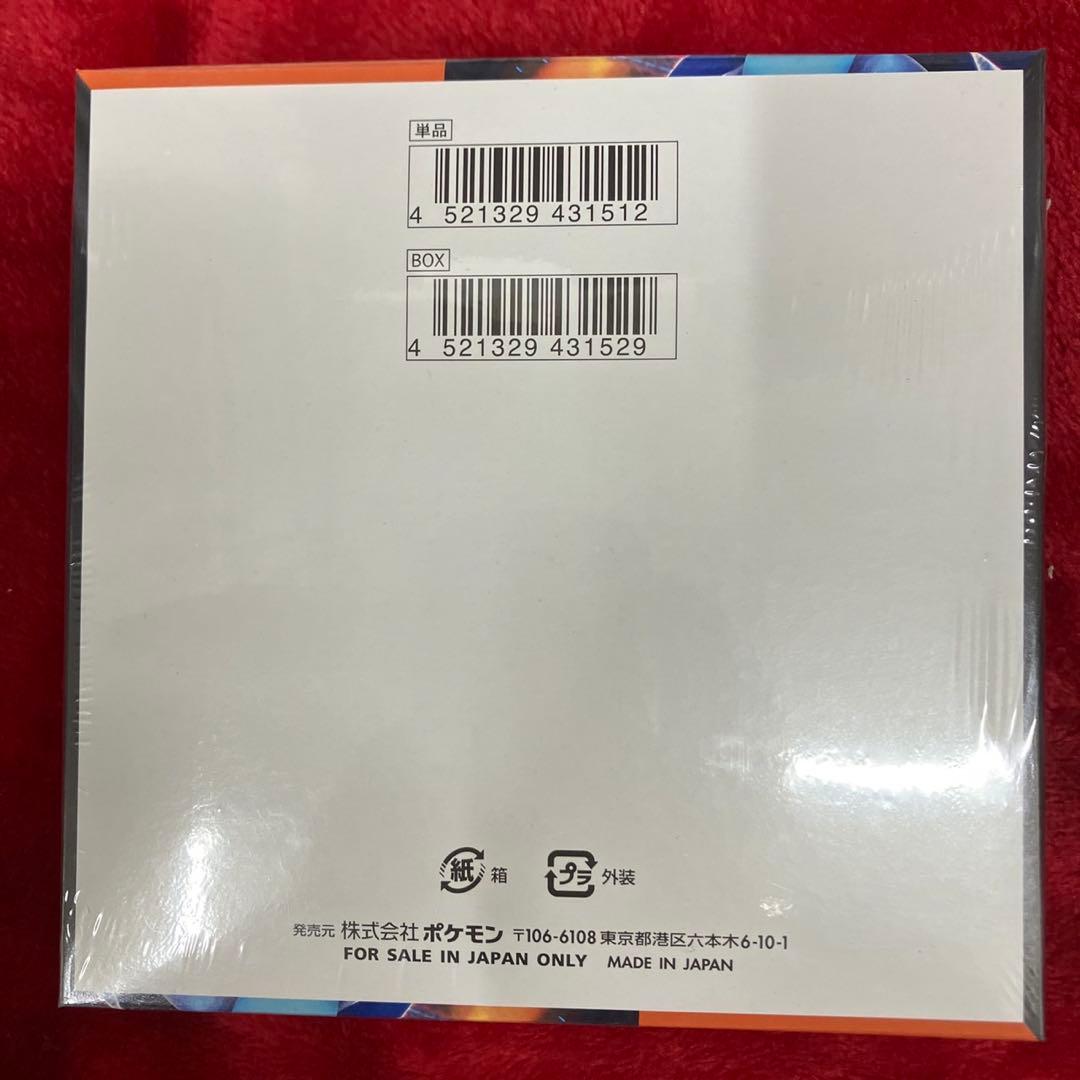 単品
4 521329 431512
BOX
4 521329 431529
紙 箱 プラ 外装
発売元 株式会社 ポケモン 〒106-6108 東京都港区六本木6-10-1
FOR SALE IN JAPAN ONLY MADE IN JAPAN